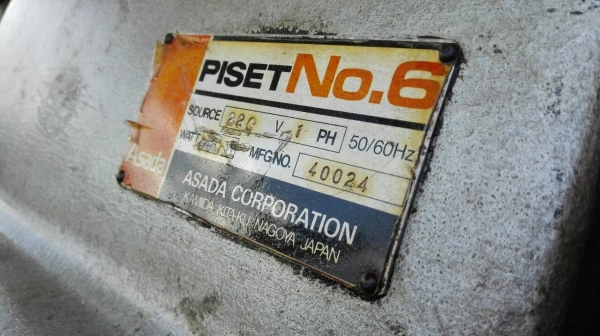 PISET No.6
SOURCE 220 V 1 PH 50/60Hz
WATT MFG NO. 40024
Asada
ASADA CORPORATION
KAMIIDA, KITA-KU, NAGOYA, JAPAN